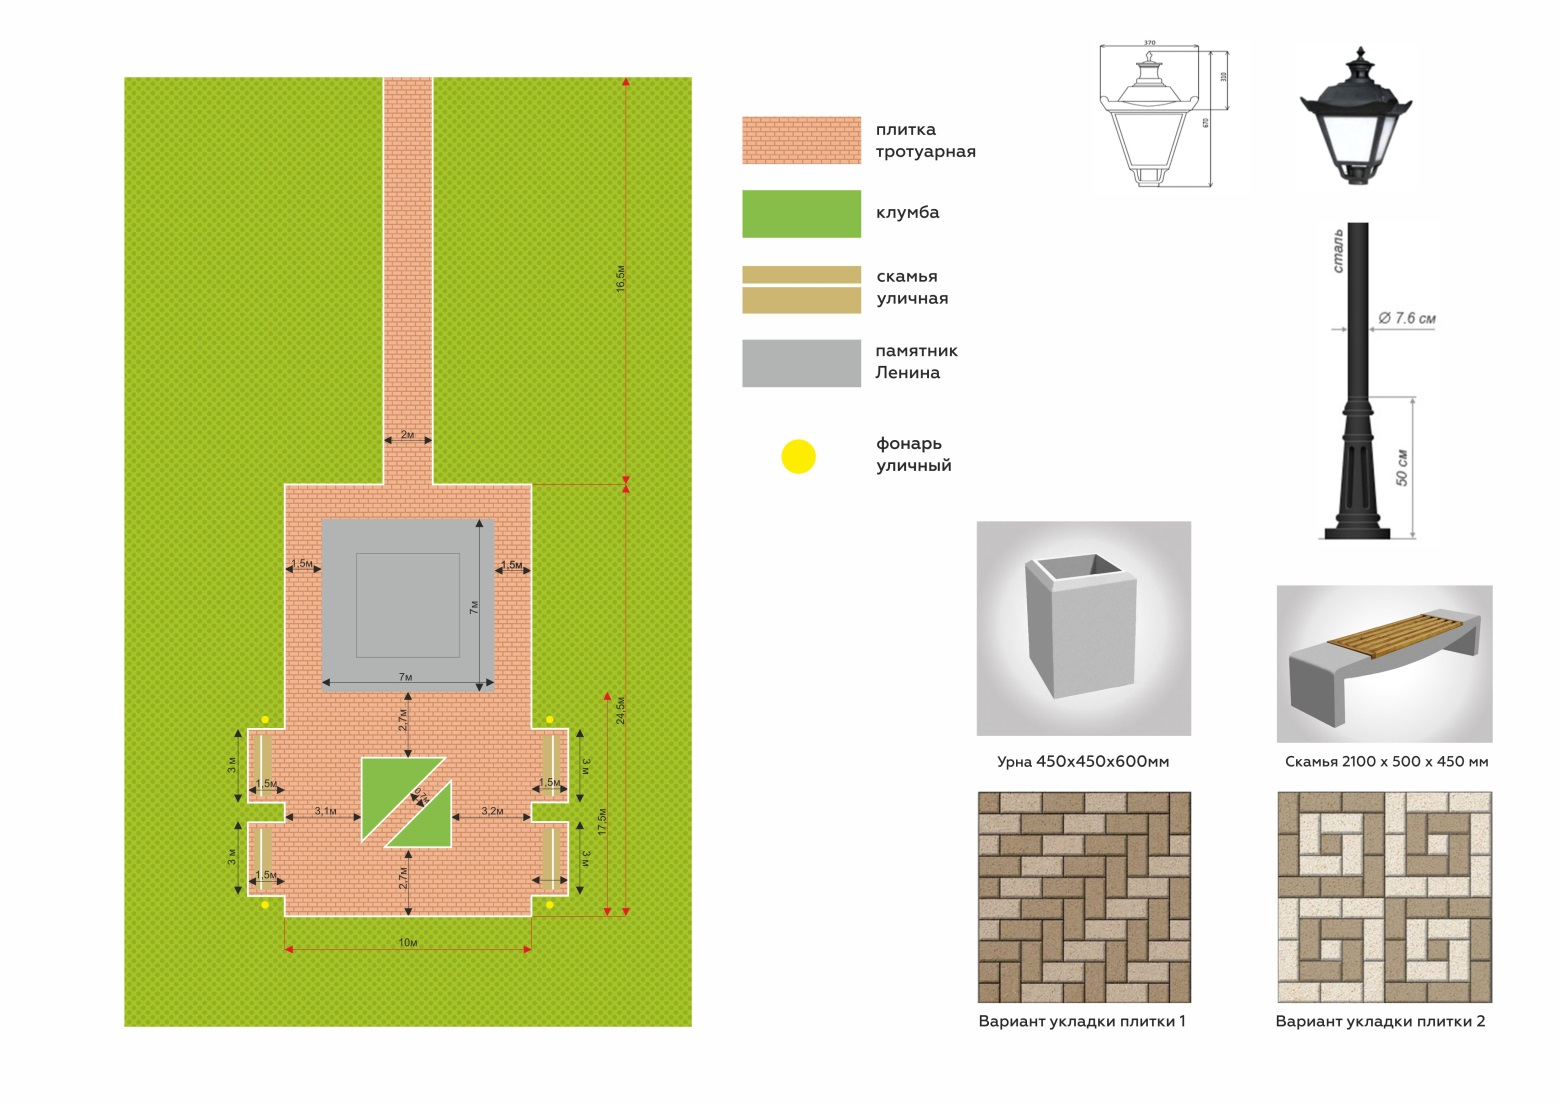 16,5м
2м
1,5м
1,5м
7м
7м
2,7м
24,5м
3 м
1,5м
1,5м
3 м
0,7м
3,1м
3,2м
17,5м
3 м
1,5м
2,7м
3 м
10м
плитка
тротуарная
клумба
скамья
уличная
памятник
Ленина
фонарь
уличный
370
310
670
сталь
Ø 7.6 см
50 см
Урна 450х450х600мм
Скамья 2100 х 500 х 450 мм
Вариант укладки плитки 1
Вариант укладки плитки 2